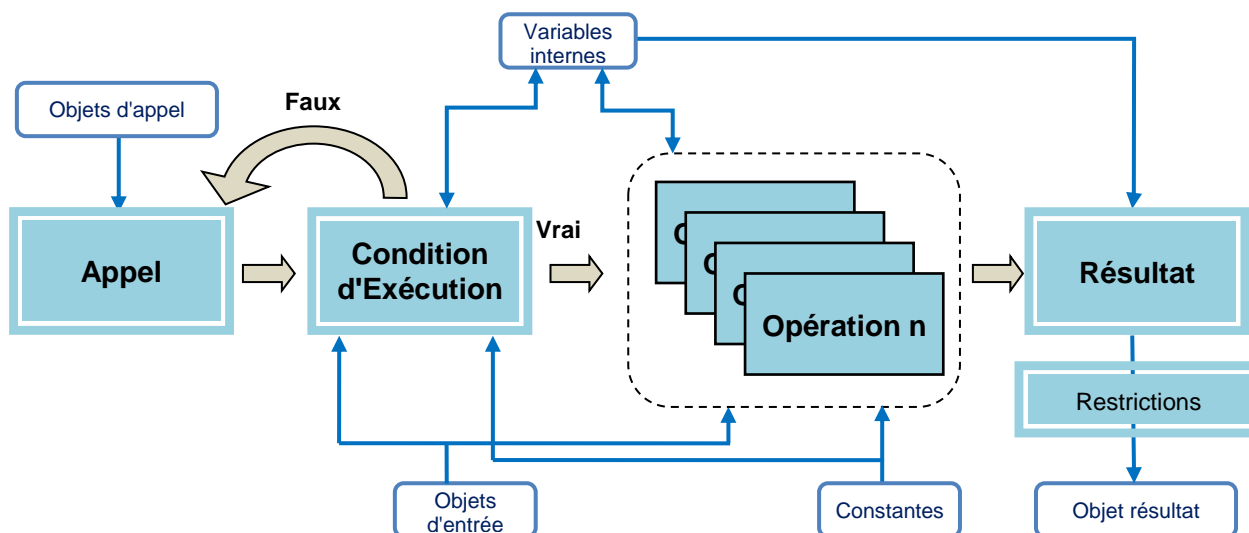 Variables
internes
Objets d'appel
Faux
Appel
Condition
d'Exécution
Vrai
O
O
O
Opération n
Résultat
Restrictions
Objets
d'entrée
Constantes
Objet résultat